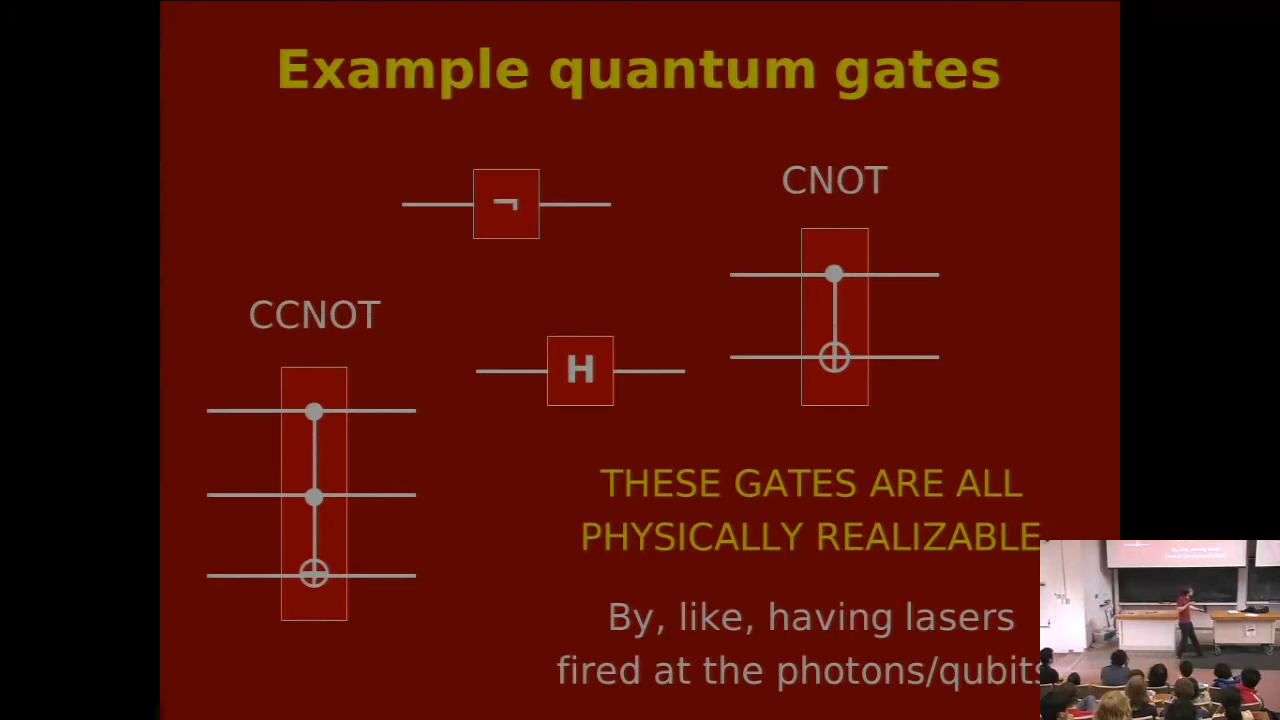 Example quantum gates
¬
CNOT
CCNOT
H
THESE GATES ARE ALL
PHYSICALLY REALIZABLE
By, like, having lasers
fired at the photons/qubits